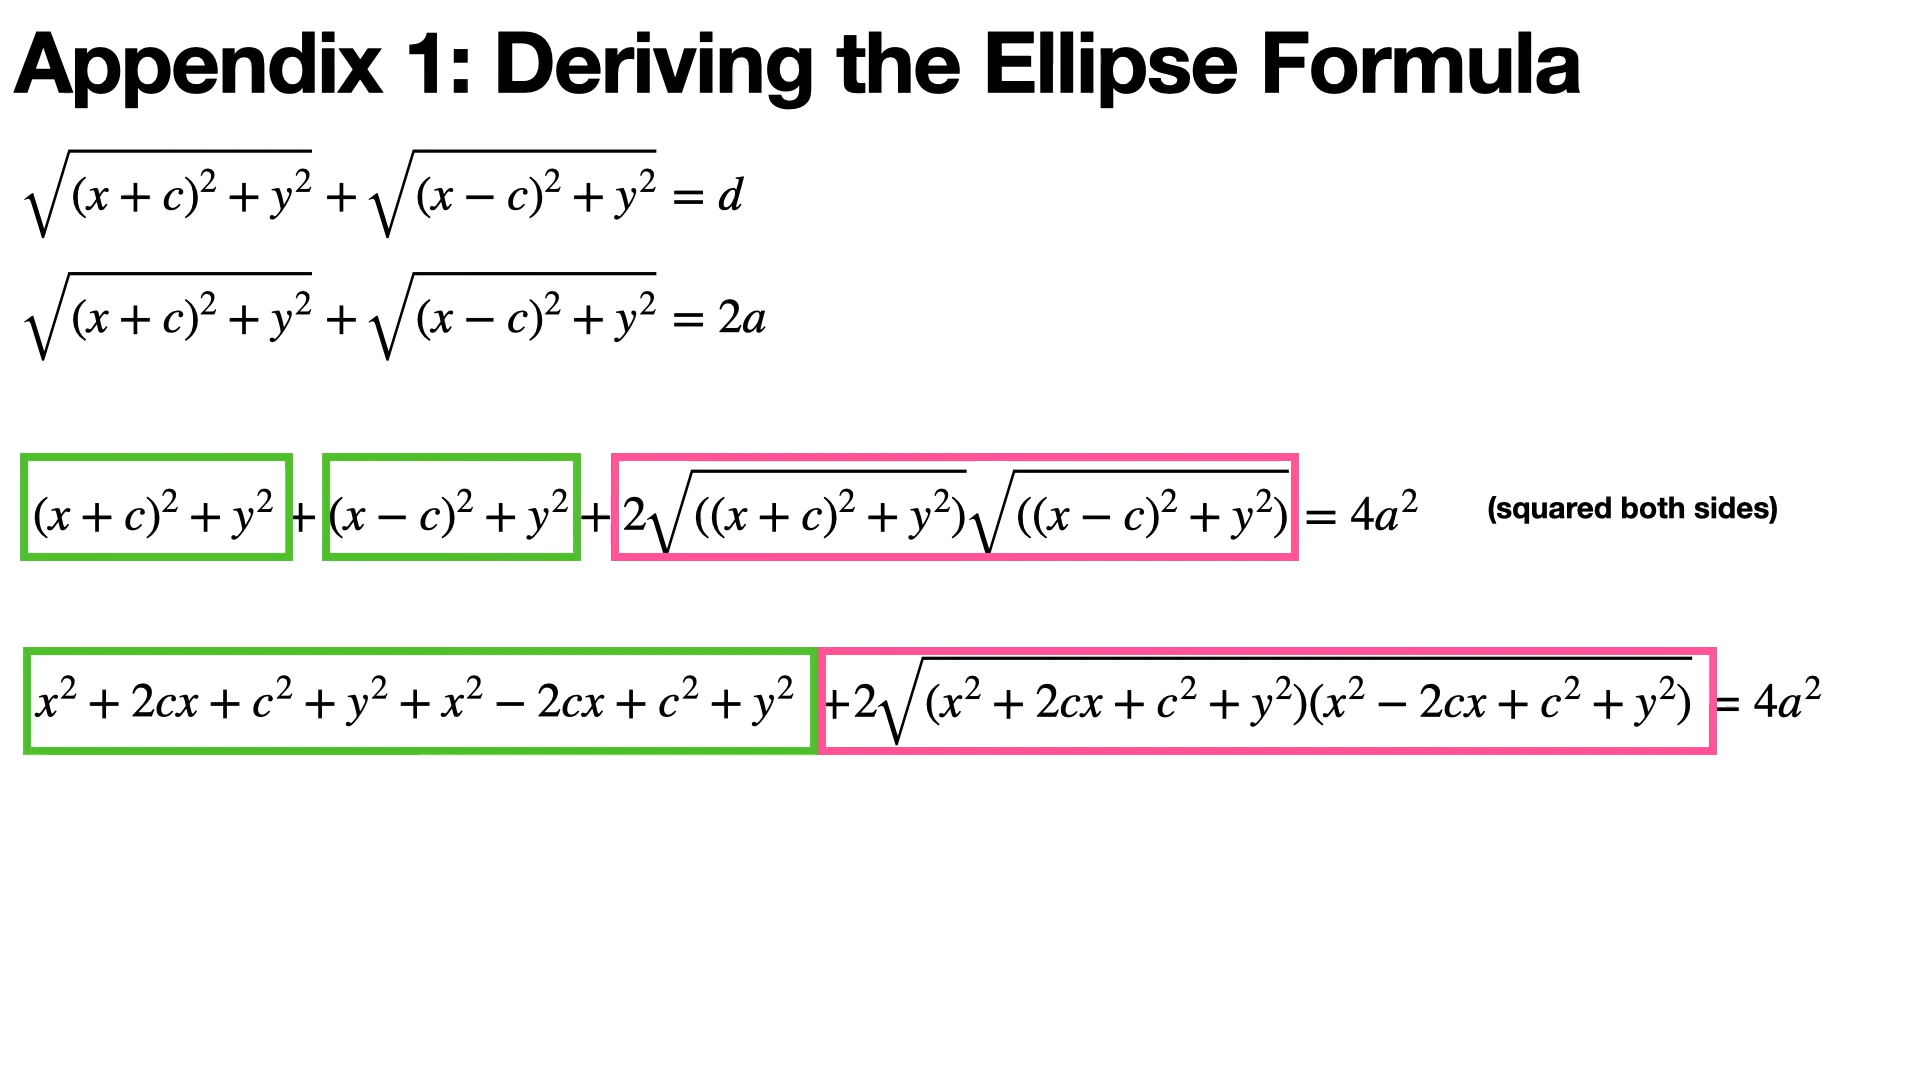 Appendix 1: Deriving the Ellipse Formula
√((x + c)² + y²) + √((x − c)² + y²) = d
√((x + c)² + y²) + √((x − c)² + y²) = 2a
(x + c)² + y² + (x − c)² + y² + 2√((x + c)² + y²)√((x − c)² + y²) = 4a² (squared both sides)
x² + 2cx + c² + y² + x² − 2cx + c² + y² +2√(x² + 2cx + c² + y²)(x² − 2cx + c² + y²) = 4a²